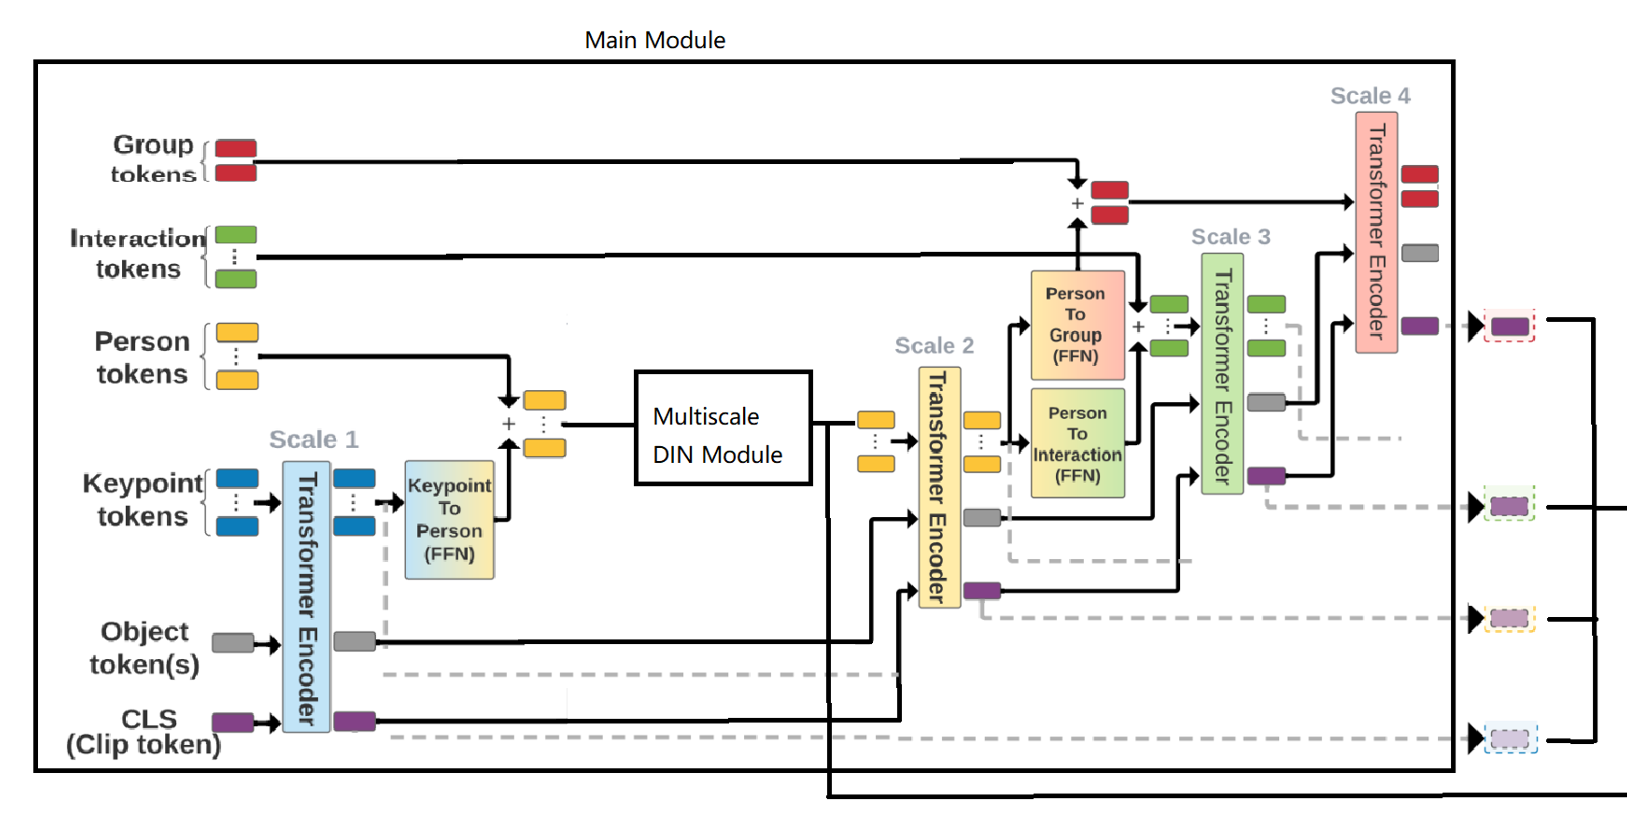 Main Module
Scale 4
Group
tokens
Transformer Encoder
+
Interaction
tokens
Scale 3
Transformer Encoder
Person
To
Group
(FFN)
+
Person
tokens
Scale 2
Transformer Encoder
Person
To
Interaction
(FFN)
+
Multiscale
DIN Module
Scale 1
Keypoint
tokens
Transformer Encoder
Keypoint
To
Person
(FFN)
Object
token(s)
CLS
(Clip token)